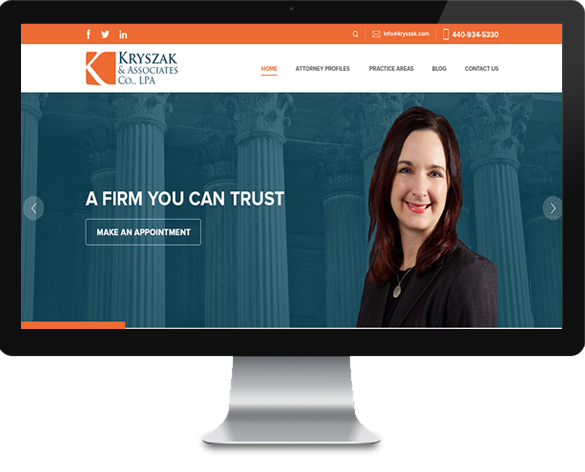 info@kryszak.com
440-934-5330
KRYSZAK
& ASSOCIATES
CO., LPA
HOME ATTORNEY PROFILES PRACTICE AREAS BLOG CONTACT US
A FIRM YOU CAN TRUST
MAKE AN APPOINTMENT